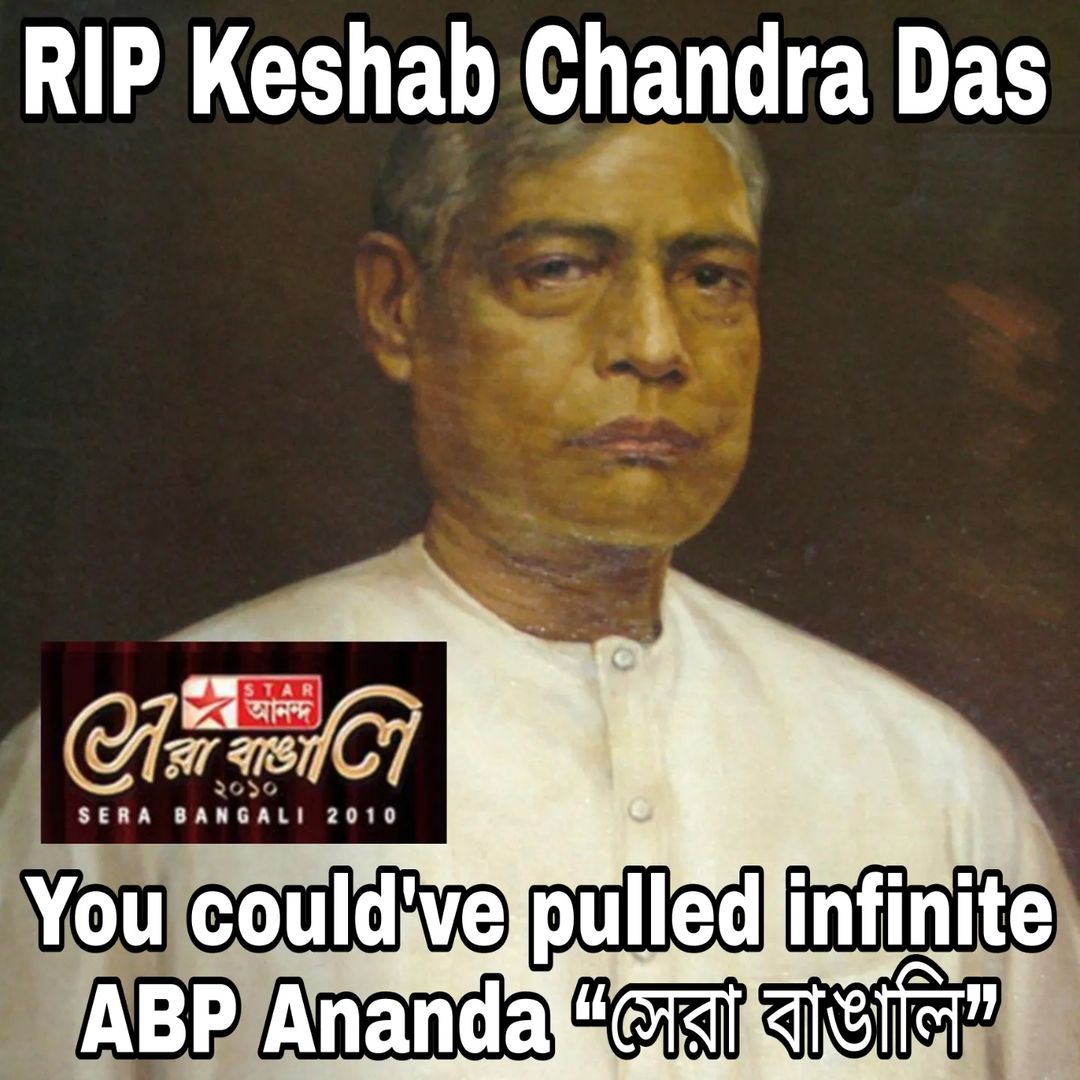 RIP Keshab Chandra Das
STAR
আনন্দ
সেরা বাঙালি
২০১০
SERA BANGALI 2010
You could've pulled infinite
ABP Ananda “সেরা বাঙালি”